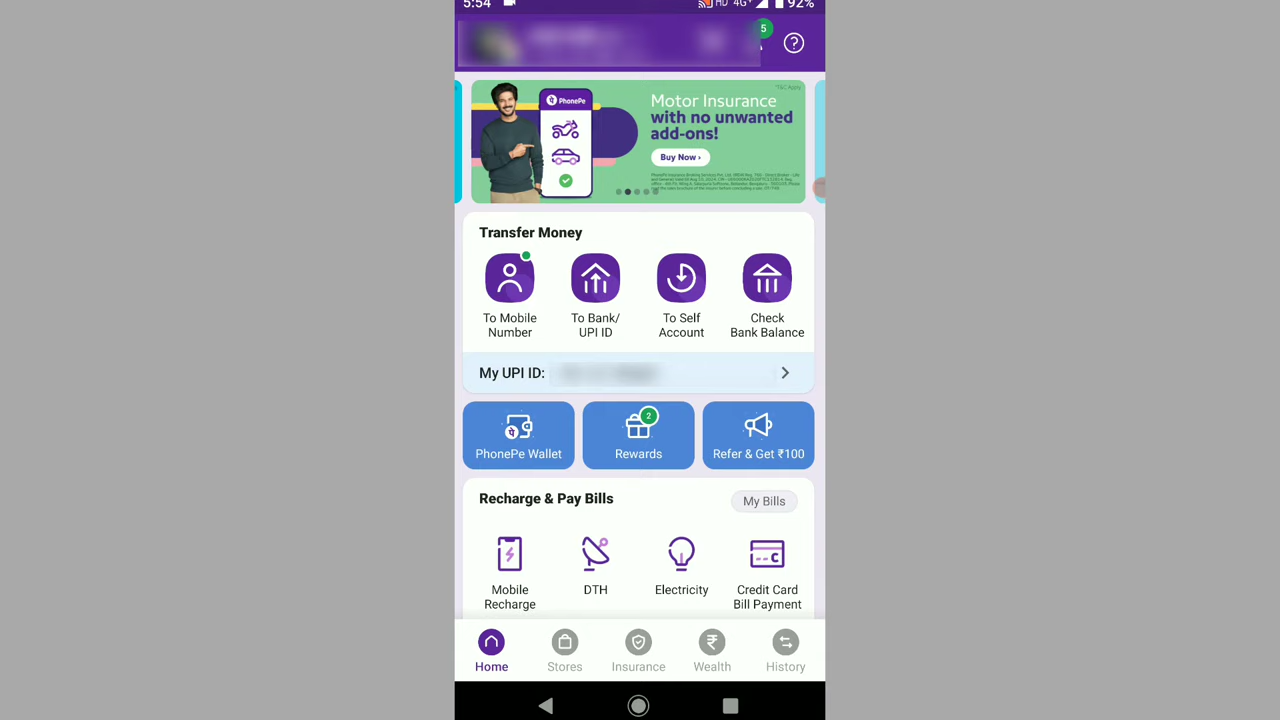 5:54
HD 4G+ 92%
5
?
*T&C Apply
PhonePe
Motor Insurance
with no unwanted
add-ons!
Buy Now ›
Transfer Money
To Mobile
Number
To Bank/
UPI ID
To Self
Account
Check
Bank Balance
My UPI ID:
PhonePe Wallet
2
Rewards
Refer & Get ₹100
Recharge & Pay Bills
My Bills
Mobile
Recharge
DTH
Electricity
Credit Card
Bill Payment
Home
Stores
Insurance
Wealth
History